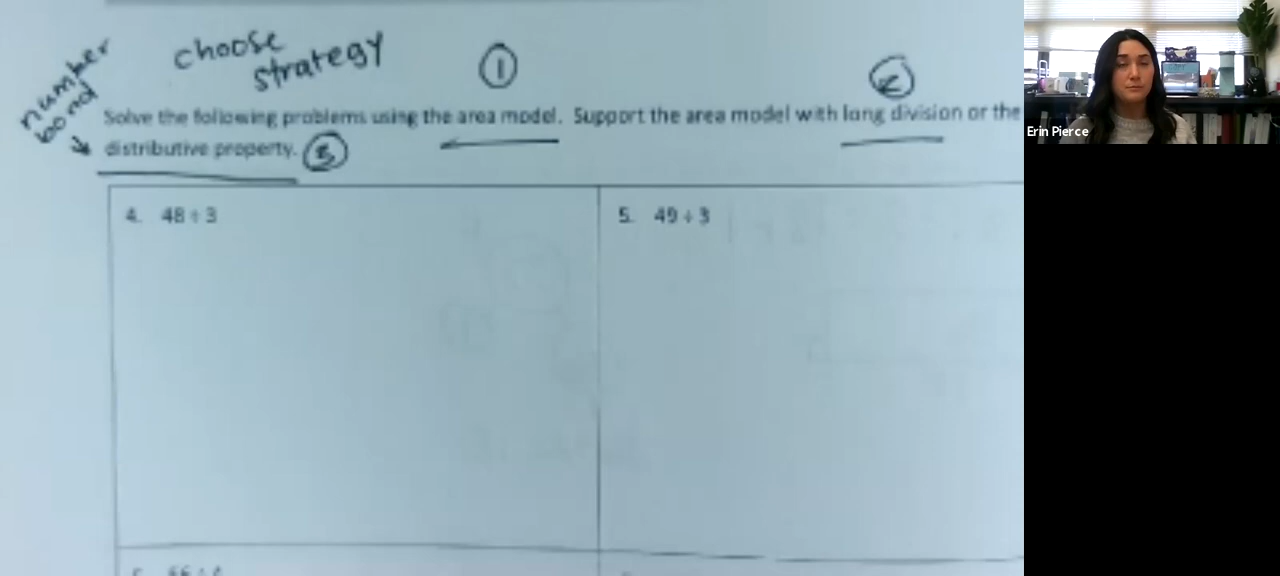 choose
strategy
①
②
number
bond
Solve the following problems using the area model. Support the area model with long division or the
distributive property. ③
4. 48 ÷ 3
5. 49 ÷ 3
Erin Pierce